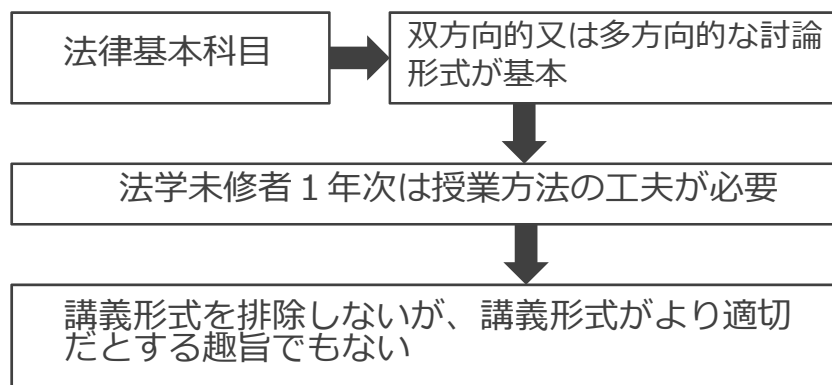 法律基本科目
双方向的又は多方向的な討論
形式が基本
法学未修者１年次は授業方法の工夫が必要
講義形式を排除しないが、講義形式がより適切
だとする趣旨でもない